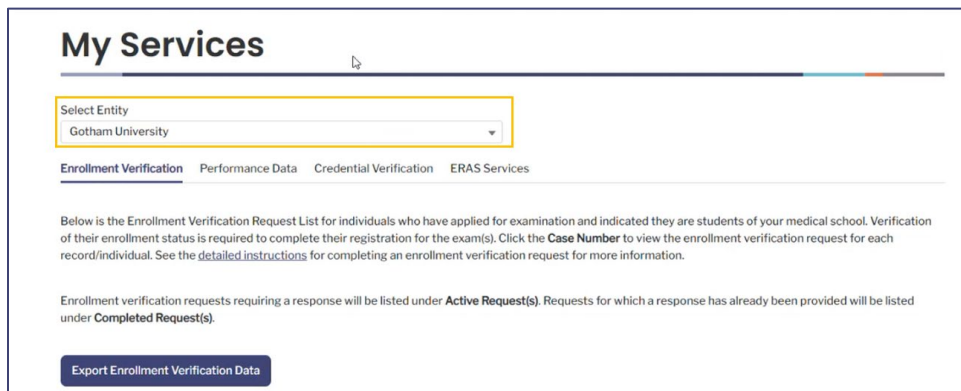 My Services
Select Entity
Gotham University
Enrollment Verification Performance Data Credential Verification ERAS Services
Below is the Enrollment Verification Request List for individuals who have applied for examination and indicated they are students of your medical school. Verification
of their enrollment status is required to complete their registration for the exam(s). Click the Case Number to view the enrollment verification request for each
record/individual. See the detailed instructions for completing an enrollment verification request for more information.
Enrollment verification requests requiring a response will be listed under Active Request(s). Requests for which a response has already been provided will be listed
under Completed Request(s).
Export Enrollment Verification Data